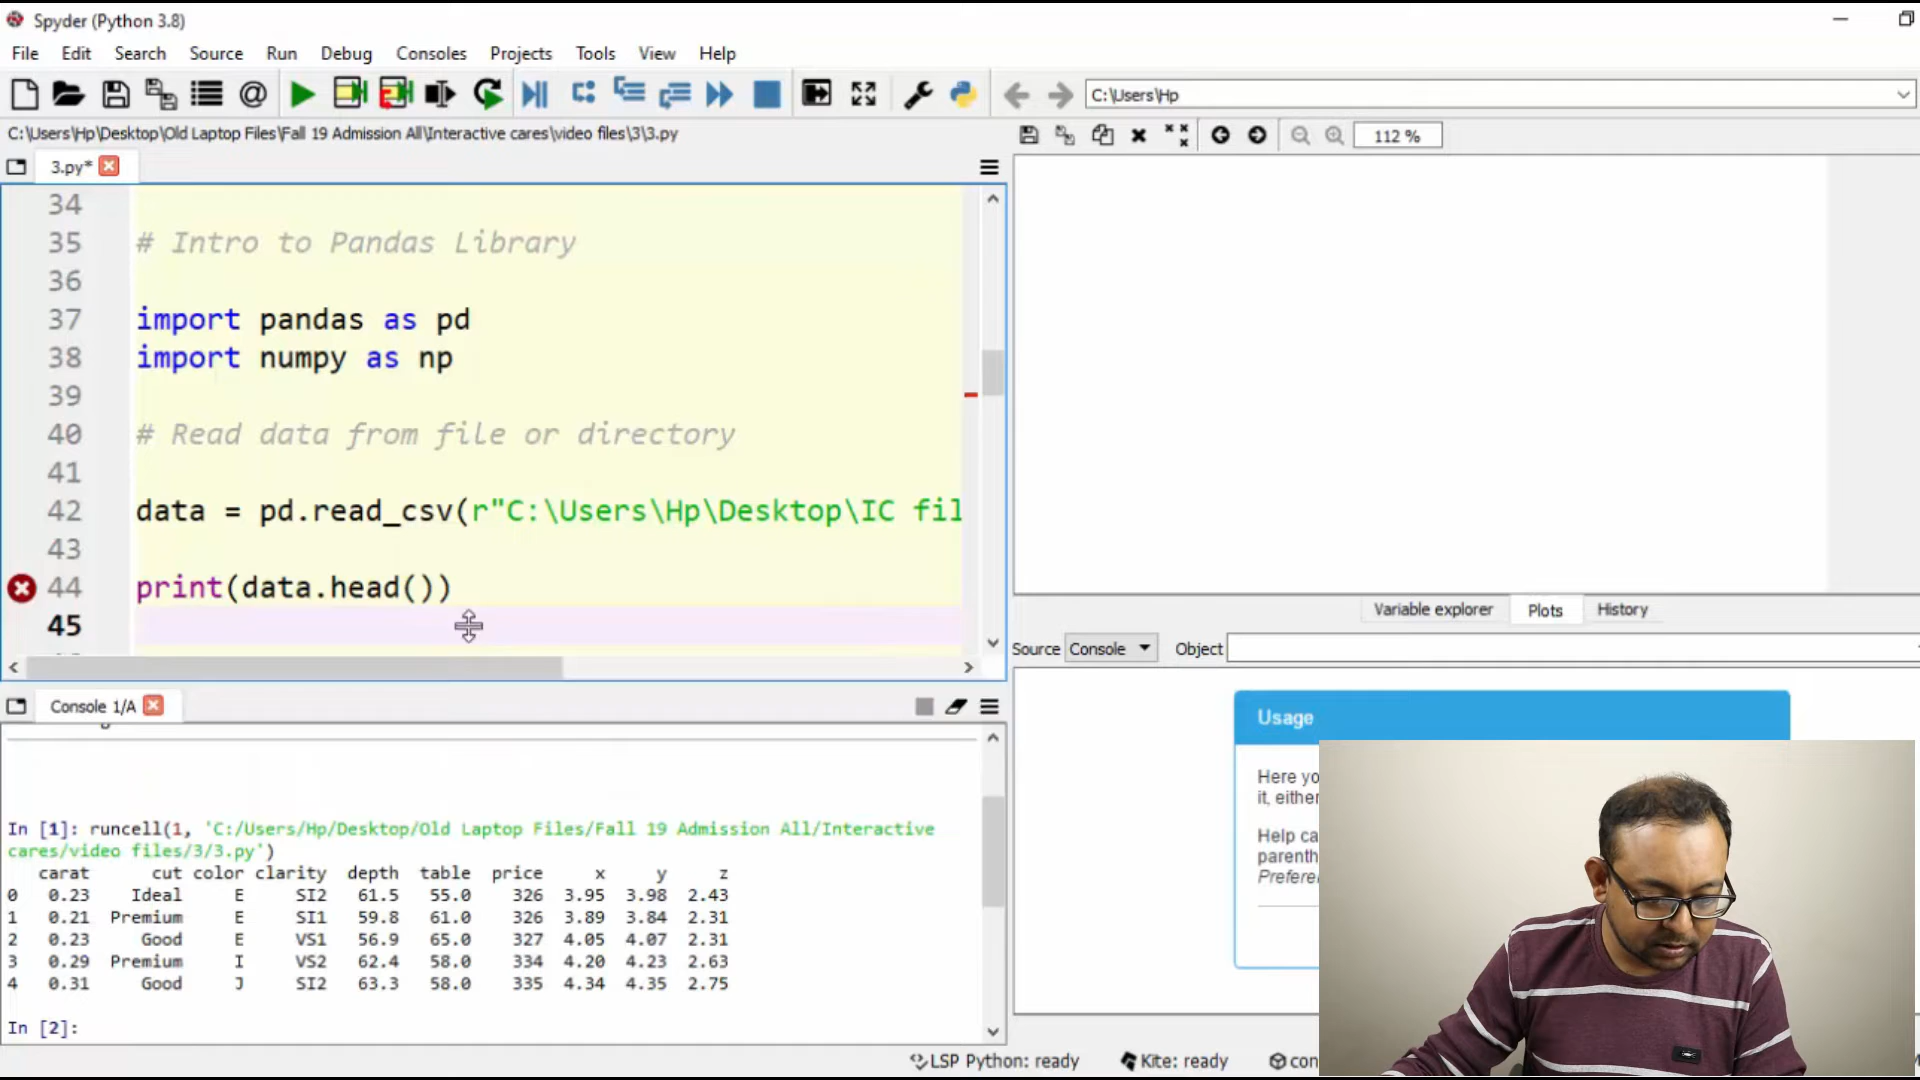 Spyder (Python 3.8)
File Edit Search Source Run Debug Consoles Projects Tools View Help
C:\Users\Hp
C:\Users\Hp\Desktop\Old Laptop Files\Fall 19 Admission All\Interactive cares\video files\3\3.py
112 %
3.py*
34
35 # Intro to Pandas Library
36
37 import pandas as pd
38 import numpy as np
39
40 # Read data from file or directory
41
42 data = pd.read_csv(r"C:\Users\Hp\Desktop\IC fil
43
44 print(data.head())
45
Variable explorer Plots History
Source Console Object
Usage
Here yo
it, either
Help ca
parenth
Prefere
Console 1/A
In [1]: runcell(1, 'C:/Users/Hp/Desktop/Old Laptop Files/Fall 19 Admission All/Interactive
cares/video files/3/3.py')
carat cut color clarity depth table price x y z
0 0.23 Ideal E SI2 61.5 55.0 326 3.95 3.98 2.43
1 0.21 Premium E SI1 59.8 61.0 326 3.89 3.84 2.31
2 0.23 Good E VS1 56.9 65.0 327 4.05 4.07 2.31
3 0.29 Premium I VS2 62.4 58.0 334 4.20 4.23 2.63
4 0.31 Good J SI2 63.3 58.0 335 4.34 4.35 2.75
In [2]:
LSP Python: ready Kite: ready con